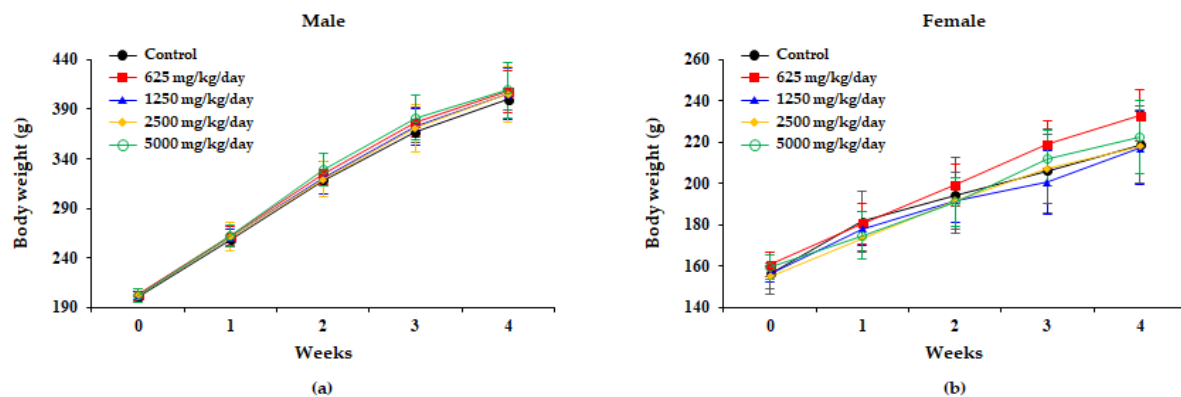 Male
440
390
340
290
240
190
Body weight (g)
Control
625 mg/kg/day
1250 mg/kg/day
2500 mg/kg/day
5000 mg/kg/day
0 1 2 3 4
Weeks
(a)
Female
260
240
220
200
180
160
140
Body weight (g)
Control
625 mg/kg/day
1250 mg/kg/day
2500 mg/kg/day
5000 mg/kg/day
0 1 2 3 4
Weeks
(b)